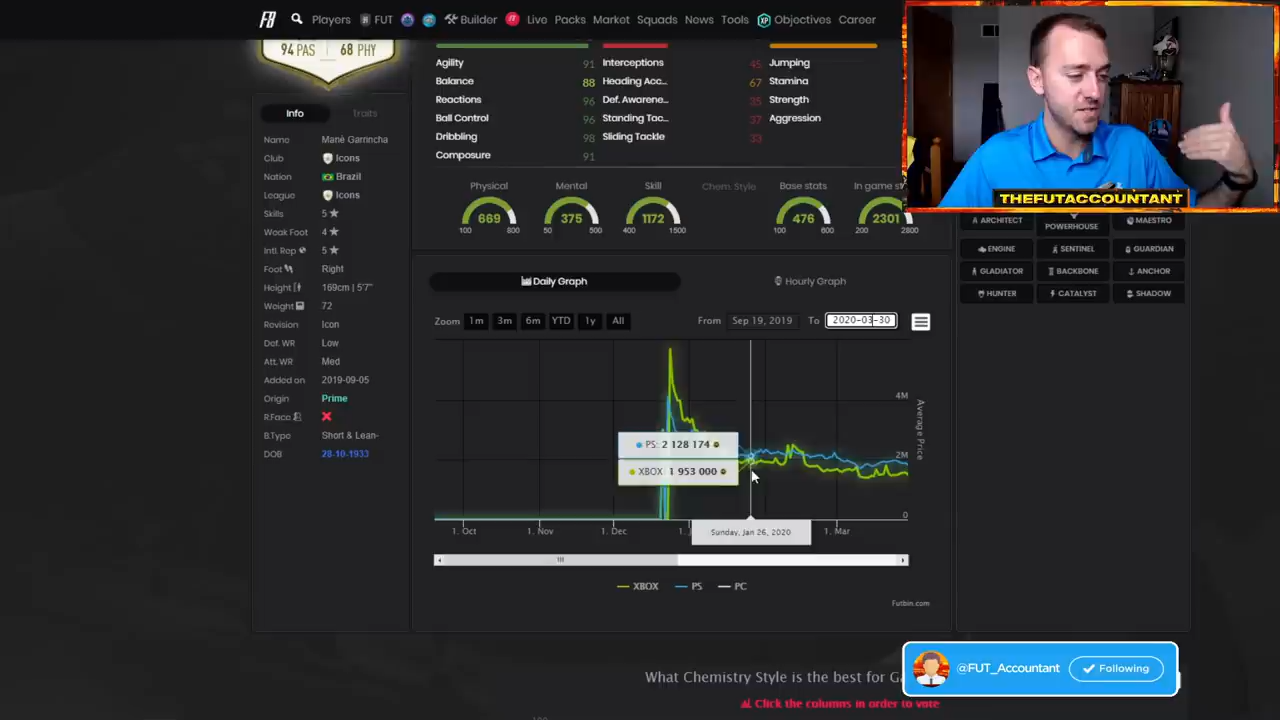 Players FUT Builder Live Packs Market Squads News Tools XP Objectives Career
94 PAS 68 PHY
Info Traits
Name Manè Garrincha
Club Icons
Nation Brazil
League Icons
Skills 5
Weak Foot 4
Intl. Rep 5
Foot Right
Height 169cm | 5'7"
Weight 72
Revision Icon
Def. WR Low
Att. WR Med
Added on 2019-09-05
Origin Prime
R.Face
B.Type Short & Lean-
DOB 28-10-1933
Agility 91 Interceptions 45 Jumping
Balance 88 Heading Acc... 67 Stamina
Reactions 96 Def. Awarene... 35 Strength
Ball Control 96 Standing Tac... 37 Aggression
Dribbling 98 Sliding Tackle 33
Composure 91
Physical Mental Skill Chem. Style Base stats In game s
669 375 1172 476 2301
100 800 50 500 400 1500 100 600 200 2800
THEFUTACCOUNTANT
ARCHITECT POWERHOUSE MAESTRO
ENGINE SENTINEL GUARDIAN
GLADIATOR BACKBONE ANCHOR
HUNTER CATALYST SHADOW
Daily Graph Hourly Graph
Zoom 1m 3m 6m YTD 1y All From Sep 19, 2019 To 2020-03-30
4M
2M
0
Average Price
PS: 2 128 174
XBOX 1 953 000
1. Oct 1. Nov 1. Dec 1. J 1. Mar
Sunday, Jan 26, 2020
XBOX PS PC
Futbin.com
@FUT_Accountant Following
What Chemistry Style is the best for G
Click the columns in order to vote
100